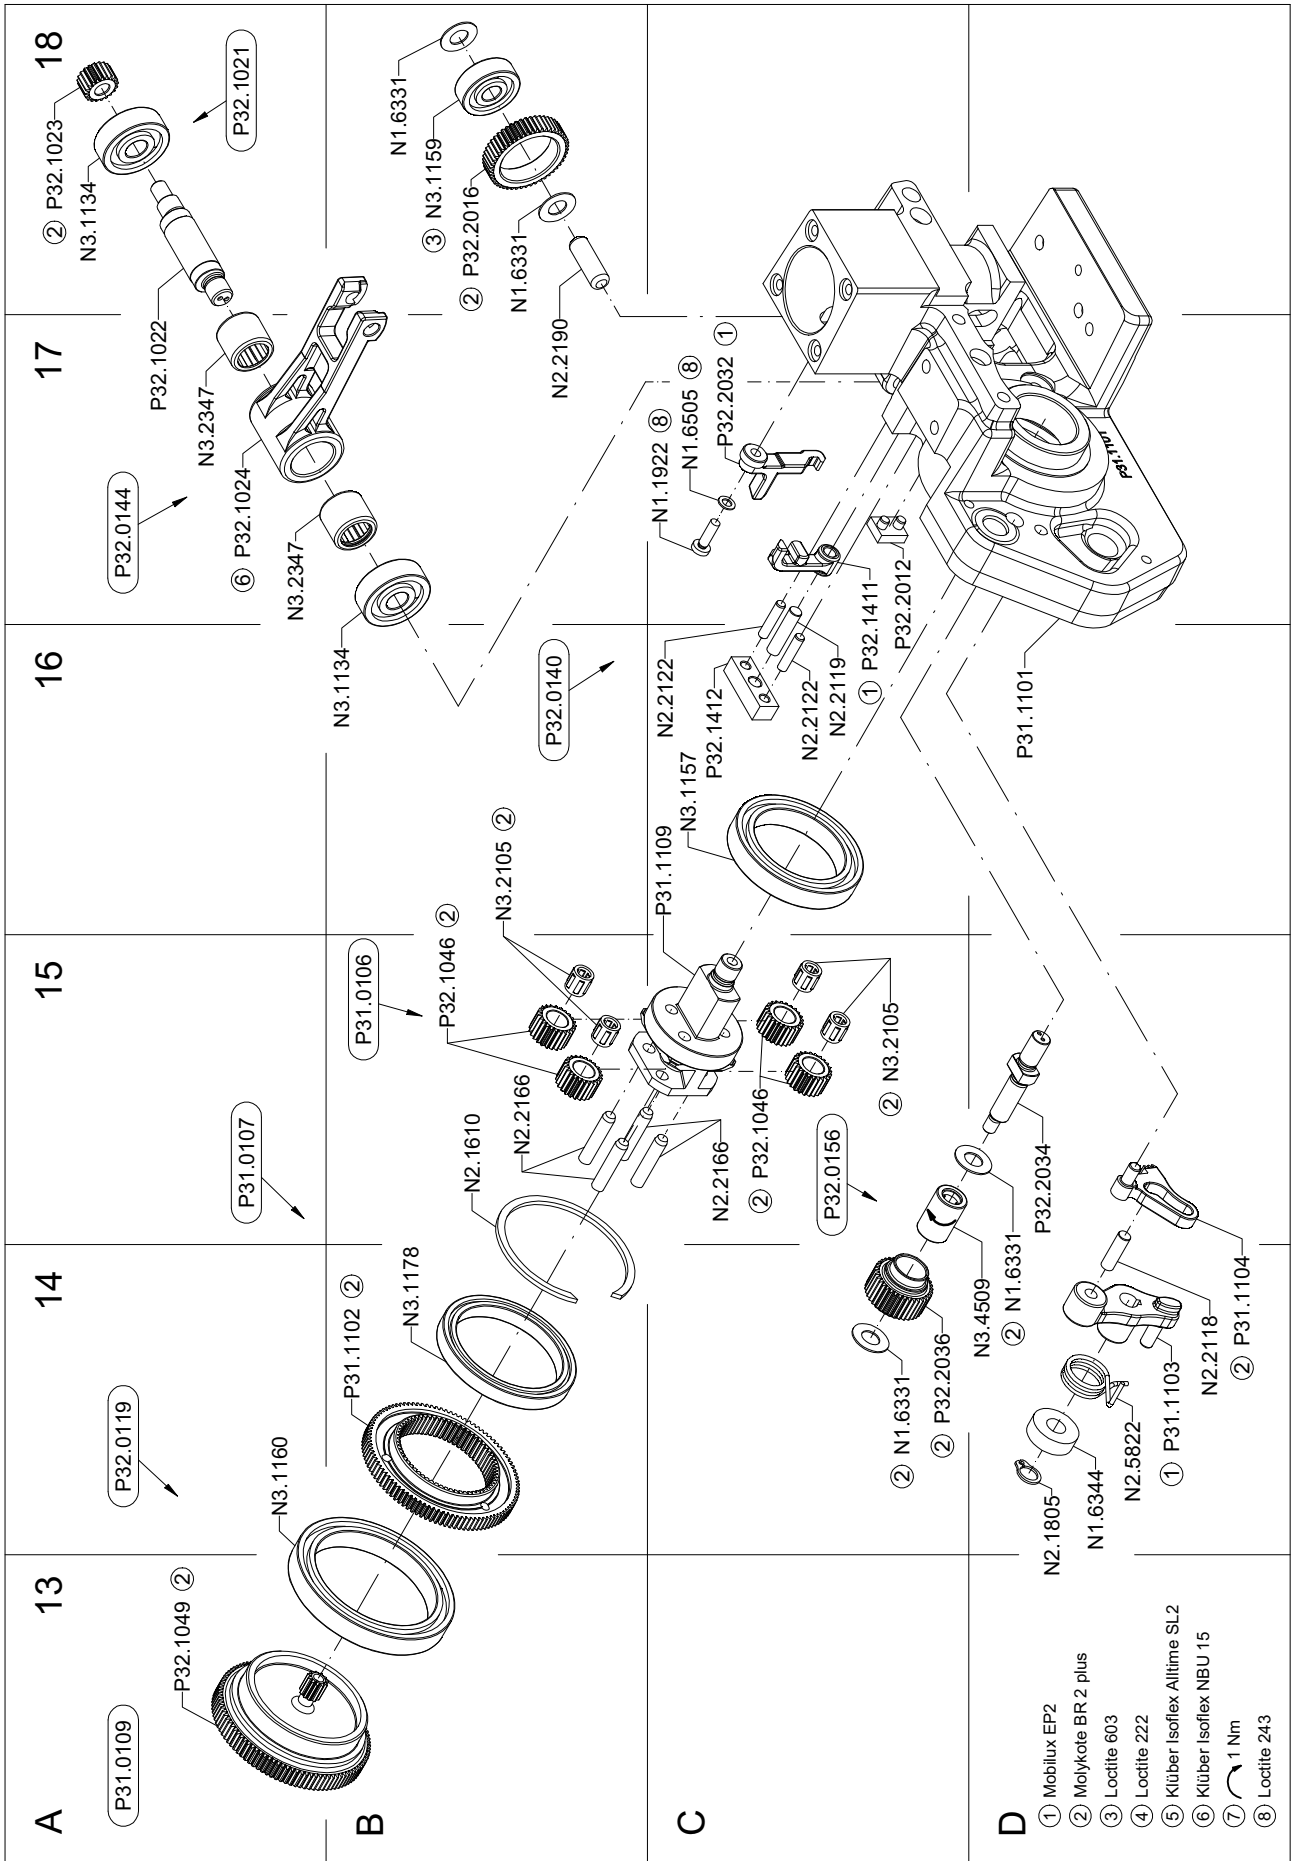 A
B
C
D
13
14
15
16
17
18
P31.0109
P32.1049 ②
P32.0119
N3.1160
P31.1102 ②
N3.1178
P31.0107
N2.1610
N2.2166
N2.2166
P31.0106
P32.1046 ②
N3.2105 ②
② P32.1046
② N3.2105
P31.1109
N3.1157
P32.0144
N3.1134
N3.2347
⑥ P32.1024
N3.2347
P32.1022
N3.1134
② P32.1023
P32.1021
N1.6331
③ N3.1159
② P32.2016
N1.6331
N2.2190
P32.0140
N2.2122
P32.1412
N2.2122
N2.2119
① P32.1411
P32.2012
N1.1922 ⑧
N1.6505 ⑧
P32.2032 ①
P31.1101
P31.1101
P32.0156
② N1.6331
② P32.2036
N3.4509
② N1.6331
P32.2034
N2.1805
N1.6344
N2.5822
① P31.1103
N2.2118
② P31.1104
① Mobilux EP2
② Molykote BR 2 plus
③ Loctite 603
④ Loctite 222
⑤ Klüber Isoflex Alltime SL2
⑥ Klüber Isoflex NBU 15
⑦ 1 Nm
⑧ Loctite 243